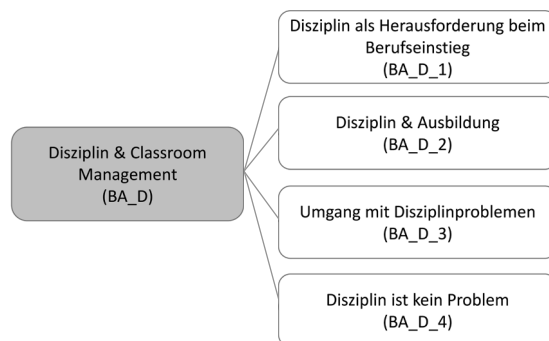 Disziplin als Herausforderung beim
Berufseinstieg
(BA_D_1)
Disziplin & Ausbildung
(BA_D_2)
Disziplin & Classroom
Management
(BA_D)
Umgang mit Disziplinproblemen
(BA_D_3)
Disziplin ist kein Problem
(BA_D_4)